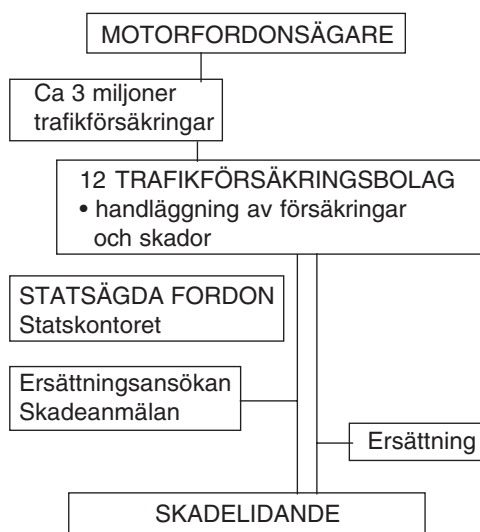 MOTORFORDONSÄGARE
Ca 3 miljoner
trafikförsäkringar
12 TRAFIKFÖRSÄKRINGSBOLAG
• handläggning av försäkringar
och skador
STATSÄGDA FORDON
Statskontoret
Ersättningsansökan
Skadeanmälan
Ersättning
SKADELIDANDE